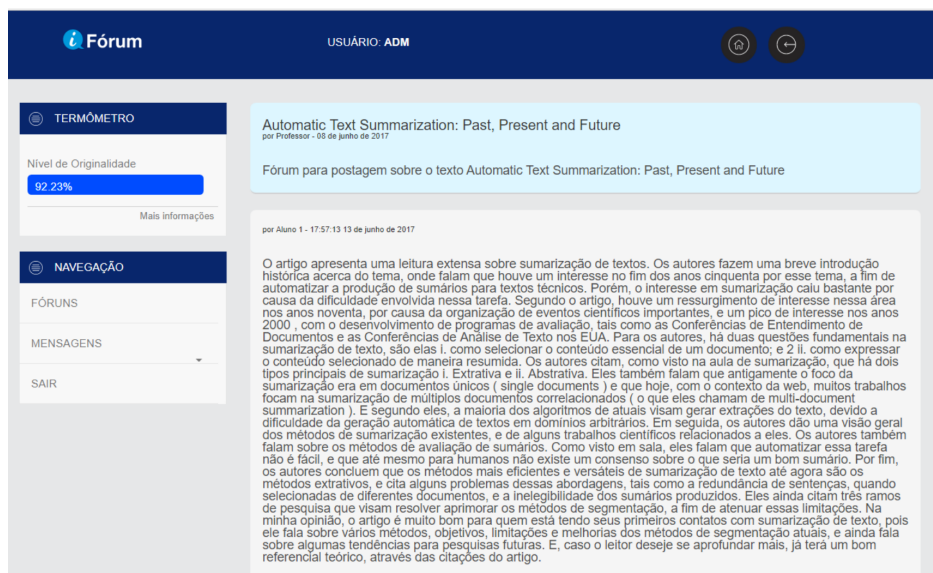 Fórum
USUÁRIO: ADM
TERMÔMETRO
Nível de Originalidade
92.23%
Mais informações
NAVEGAÇÃO
FÓRUNS
MENSAGENS
SAIR
Automatic Text Summarization: Past, Present and Future
por Professor - 08 de junho de 2017
Fórum para postagem sobre o texto Automatic Text Summarization: Past, Present and Future
por Aluno 1 - 17:57:13 13 de junho de 2017
O artigo apresenta uma leitura extensa sobre sumarização de textos. Os autores fazem uma breve introdução
histórica acerca do tema, onde falam que houve um interesse no fim dos anos cinquenta por esse tema, a fim de
automatizar a produção de sumários para textos técnicos. Porém, o interesse em sumarização caiu bastante por
causa da dificuldade envolvida nessa tarefa. Segundo o artigo, houve um ressurgimento de interesse nessa área
nos anos noventa, por causa da organização de eventos científicos importantes, e um pico de interesse nos anos
2000 , com o desenvolvimento de programas de avaliação, tais como as Conferências de Entendimento de
Documentos e as Conferências de Análise de Texto nos EUA. Para os autores, há duas questões fundamentais na
sumarização de texto, são elas i. como selecionar o conteúdo essencial de um documento; e 2 ii. como expressar
o conteúdo selecionado de maneira resumida. Os autores citam, como visto na aula de sumarização, que há dois
tipos principais de sumarização i. Extrativa e ii. Abstrativa. Eles também falam que antigamente o foco da
sumarização era em documentos únicos ( single documents ) e que hoje, com o contexto da web, muitos trabalhos
focam na sumarização de múltiplos documentos correlacionados ( o que eles chamam de multi-document
summarization ). E segundo eles, a maioria dos algoritmos de atuais visam gerar extrações do texto, devido a
dificuldade da geração automática de textos em domínios arbitrários. Em seguida, os autores dão uma visão geral
dos métodos de sumarização existentes, e de alguns trabalhos científicos relacionados a eles. Os autores também
falam sobre os métodos de avaliação de sumários. Como visto em sala, eles falam que automatizar essa tarefa
não é fácil, e que até mesmo para humanos não existe um consenso sobre o que seria um bom sumário. Por fim,
os autores concluem que os métodos mais eficientes e versáteis de sumarização de texto até agora são os
métodos extrativos, e cita alguns problemas dessas abordagens, tais como a redundância de sentenças, quando
selecionadas de diferentes documentos, e a inelegibilidade dos sumários produzidos. Eles ainda citam três ramos
de pesquisa que visam resolver aprimorar os métodos de segmentação, a fim de atenuar essas limitações. Na
minha opinião, o artigo é muito bom para quem está tendo seus primeiros contatos com sumarização de texto, pois
ele fala sobre vários métodos, objetivos, limitações e melhorias dos métodos de segmentação atuais, e ainda fala
sobre algumas tendências para pesquisas futuras. E, caso o leitor deseje se aprofundar mais, já terá um bom
referencial teórico, através das citações do artigo.